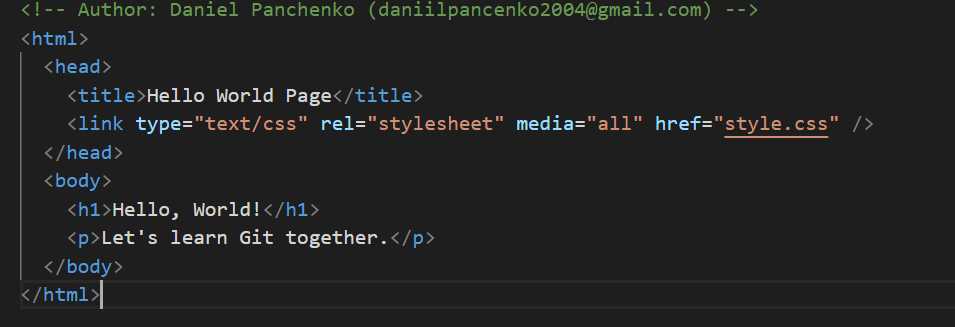 <!-- Author: Daniel Panchenko (daniilpancenko2004@gmail.com) -->
<html>
  <head>
    <title>Hello World Page</title>
    <link type="text/css" rel="stylesheet" media="all" href="style.css" />
  </head>
  <body>
    <h1>Hello, World!</h1>
    <p>Let's learn Git together.</p>
  </body>
</html>